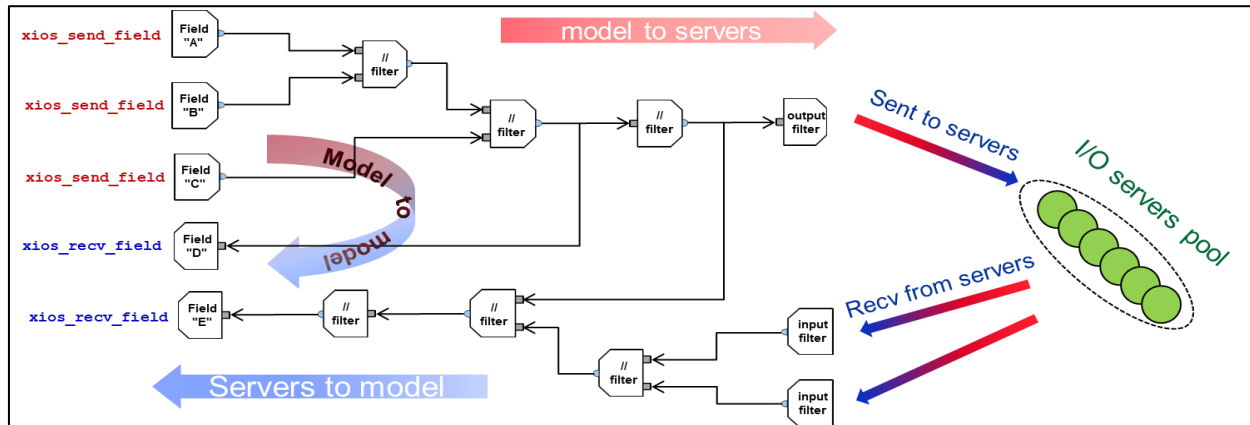 model to servers
xios_send_field
Field
"A"
//
filter
xios_send_field
Field
"B"
//
filter
//
filter
output
filter
Sent to servers
I/O servers pool
xios_send_field
Field
"C"
Model
to
model
xios_recv_field
Field
"D"
Recv from servers
xios_recv_field
Field
"E"
//
filter
//
filter
//
filter
input
filter
input
filter
Servers to model